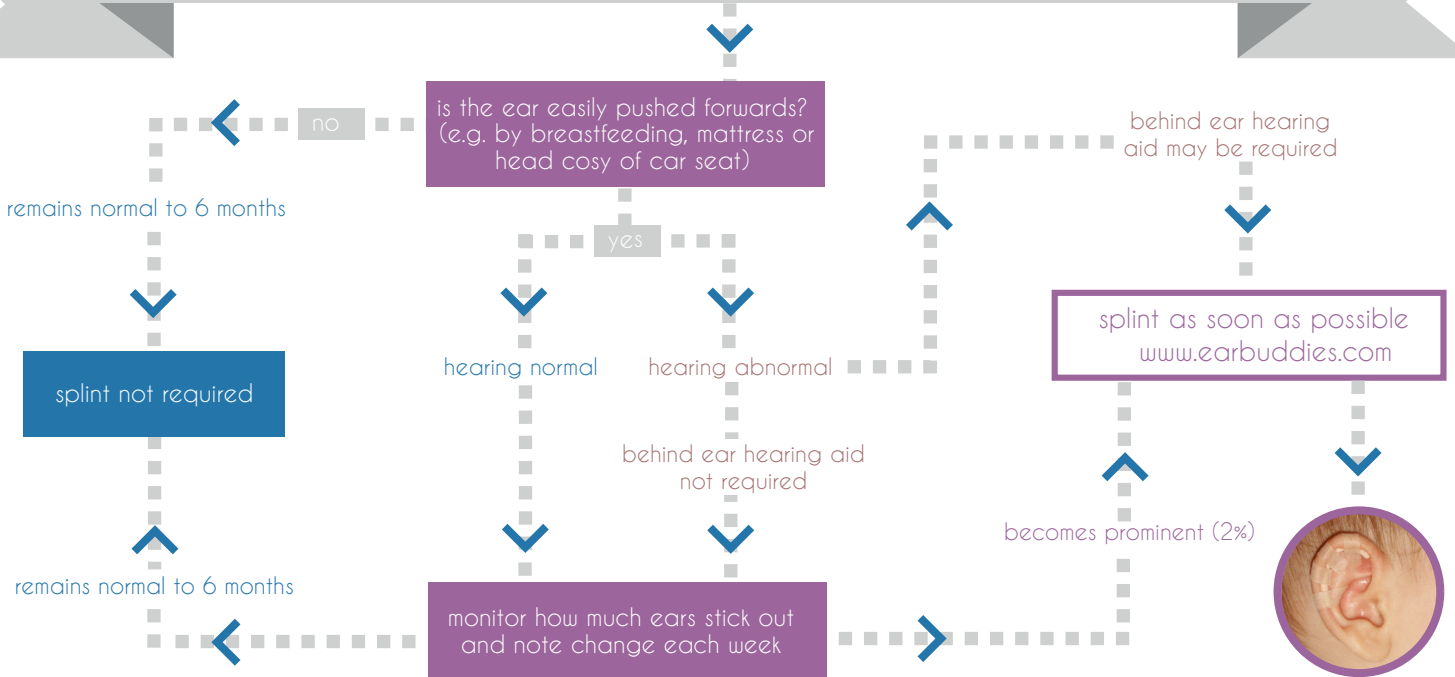 is the ear easily pushed forwards?
(e.g. by breastfeeding, mattress or
head cosy of car seat)
no
behind ear hearing
aid may be required
remains normal to 6 months
yes
splint as soon as possible
www.earbuddies.com
hearing normal
hearing abnormal
splint not required
behind ear hearing aid
not required
becomes prominent (2%)
remains normal to 6 months
monitor how much ears stick out
and note change each week